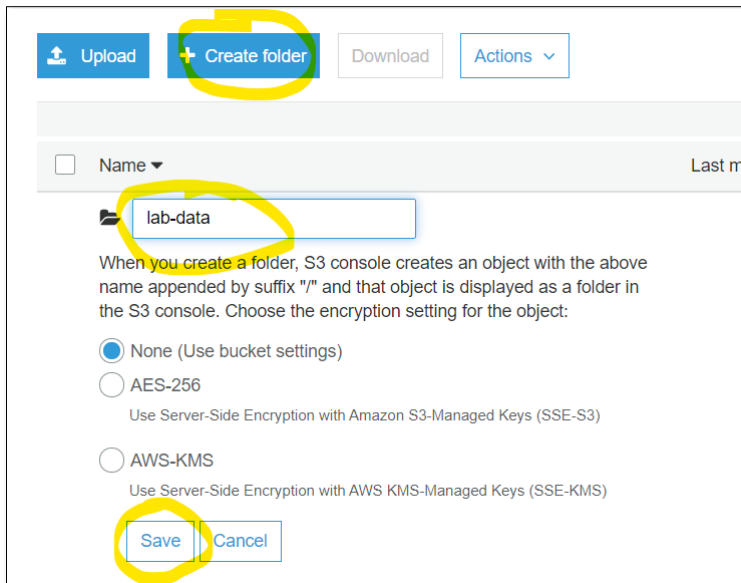 Upload
+ Create folder
Download
Actions
Name
Last m
lab-data
When you create a folder, S3 console creates an object with the above
name appended by suffix "/" and that object is displayed as a folder in
the S3 console. Choose the encryption setting for the object:
None (Use bucket settings)
AES-256
Use Server-Side Encryption with Amazon S3-Managed Keys (SSE-S3)
AWS-KMS
Use Server-Side Encryption with AWS KMS-Managed Keys (SSE-KMS)
Save
Cancel